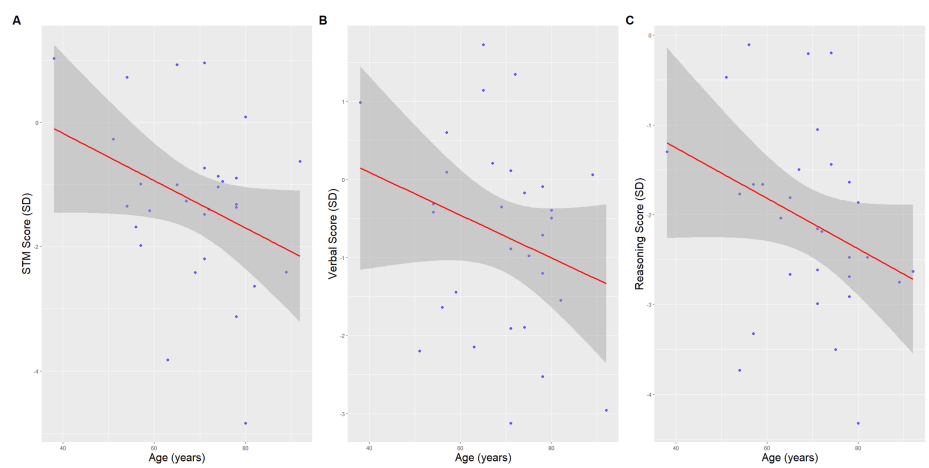 A
STM Score (SD)
0
-2
-4
40
60
80
Age (years)
B
Verbal Score (SD)
1
0
-1
-2
-3
40
60
80
Age (years)
C
Reasoning Score (SD)
0
-1
-2
-3
-4
40
60
80
Age (years)